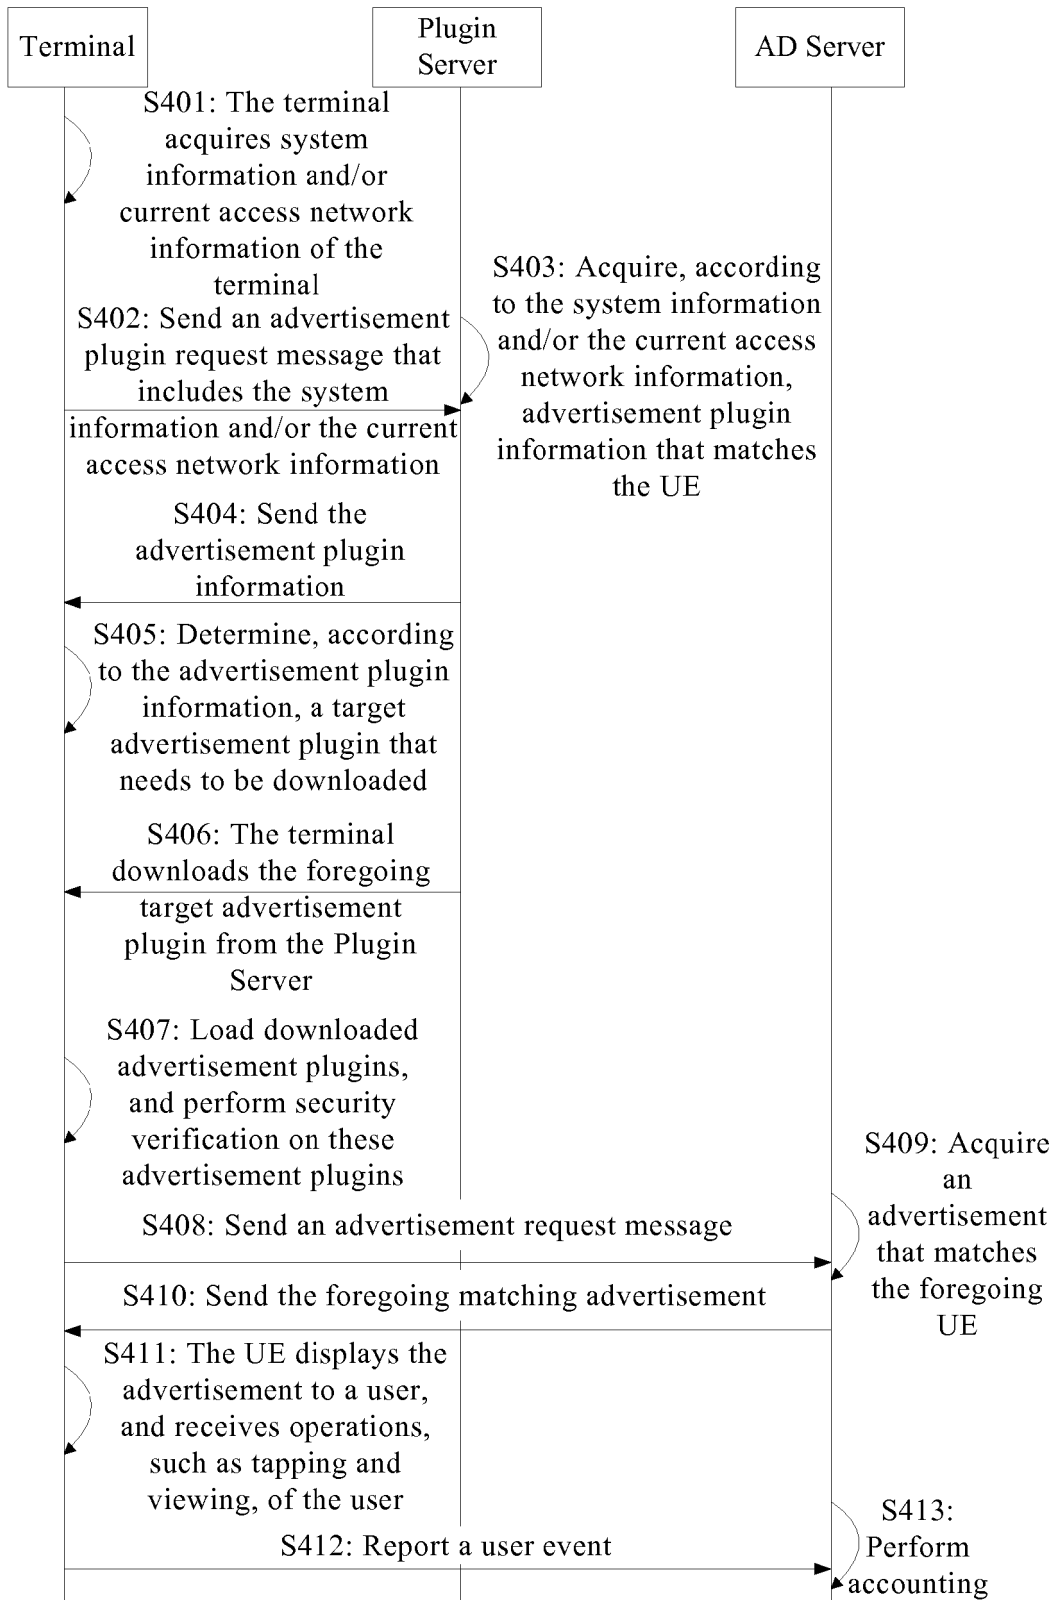 Terminal
Plugin
Server
AD Server
S401: The terminal
acquires system
information and/or
current access network
information of the
terminal
S402: Send an advertisement
plugin request message that
includes the system
information and/or the current
access network information
S403: Acquire, according
to the system information
and/or the current access
network information,
advertisement plugin
information that matches
the UE
S404: Send the
advertisement plugin
information
S405: Determine, according
to the advertisement plugin
information, a target
advertisement plugin that
needs to be downloaded
S406: The terminal
downloads the foregoing
target advertisement
plugin from the Plugin
Server
S407: Load downloaded
advertisement plugins,
and perform security
verification on these
advertisement plugins
S408: Send an advertisement request message
S409: Acquire
an
advertisement
that matches
the foregoing
UE
S410: Send the foregoing matching advertisement
S411: The UE displays the
advertisement to a user,
and receives operations,
such as tapping and
viewing, of the user
S412: Report a user event
S413:
Perform
accounting